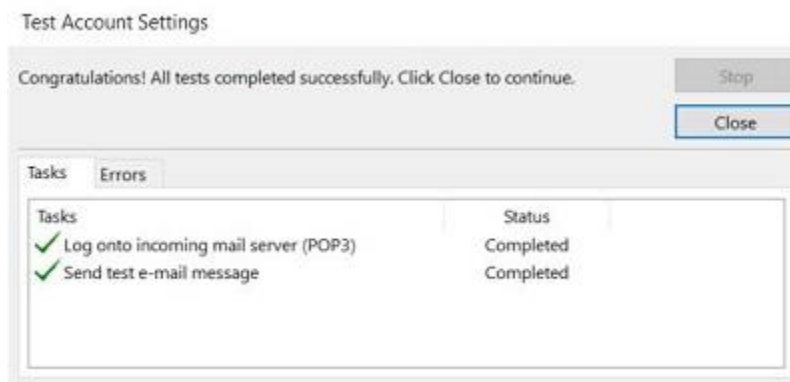 Test Account Settings
Congratulations! All tests completed successfully. Click Close to continue.
Stop
Close
Tasks Errors
Tasks Status
Log onto incoming mail server (POP3) Completed
Send test e-mail message Completed